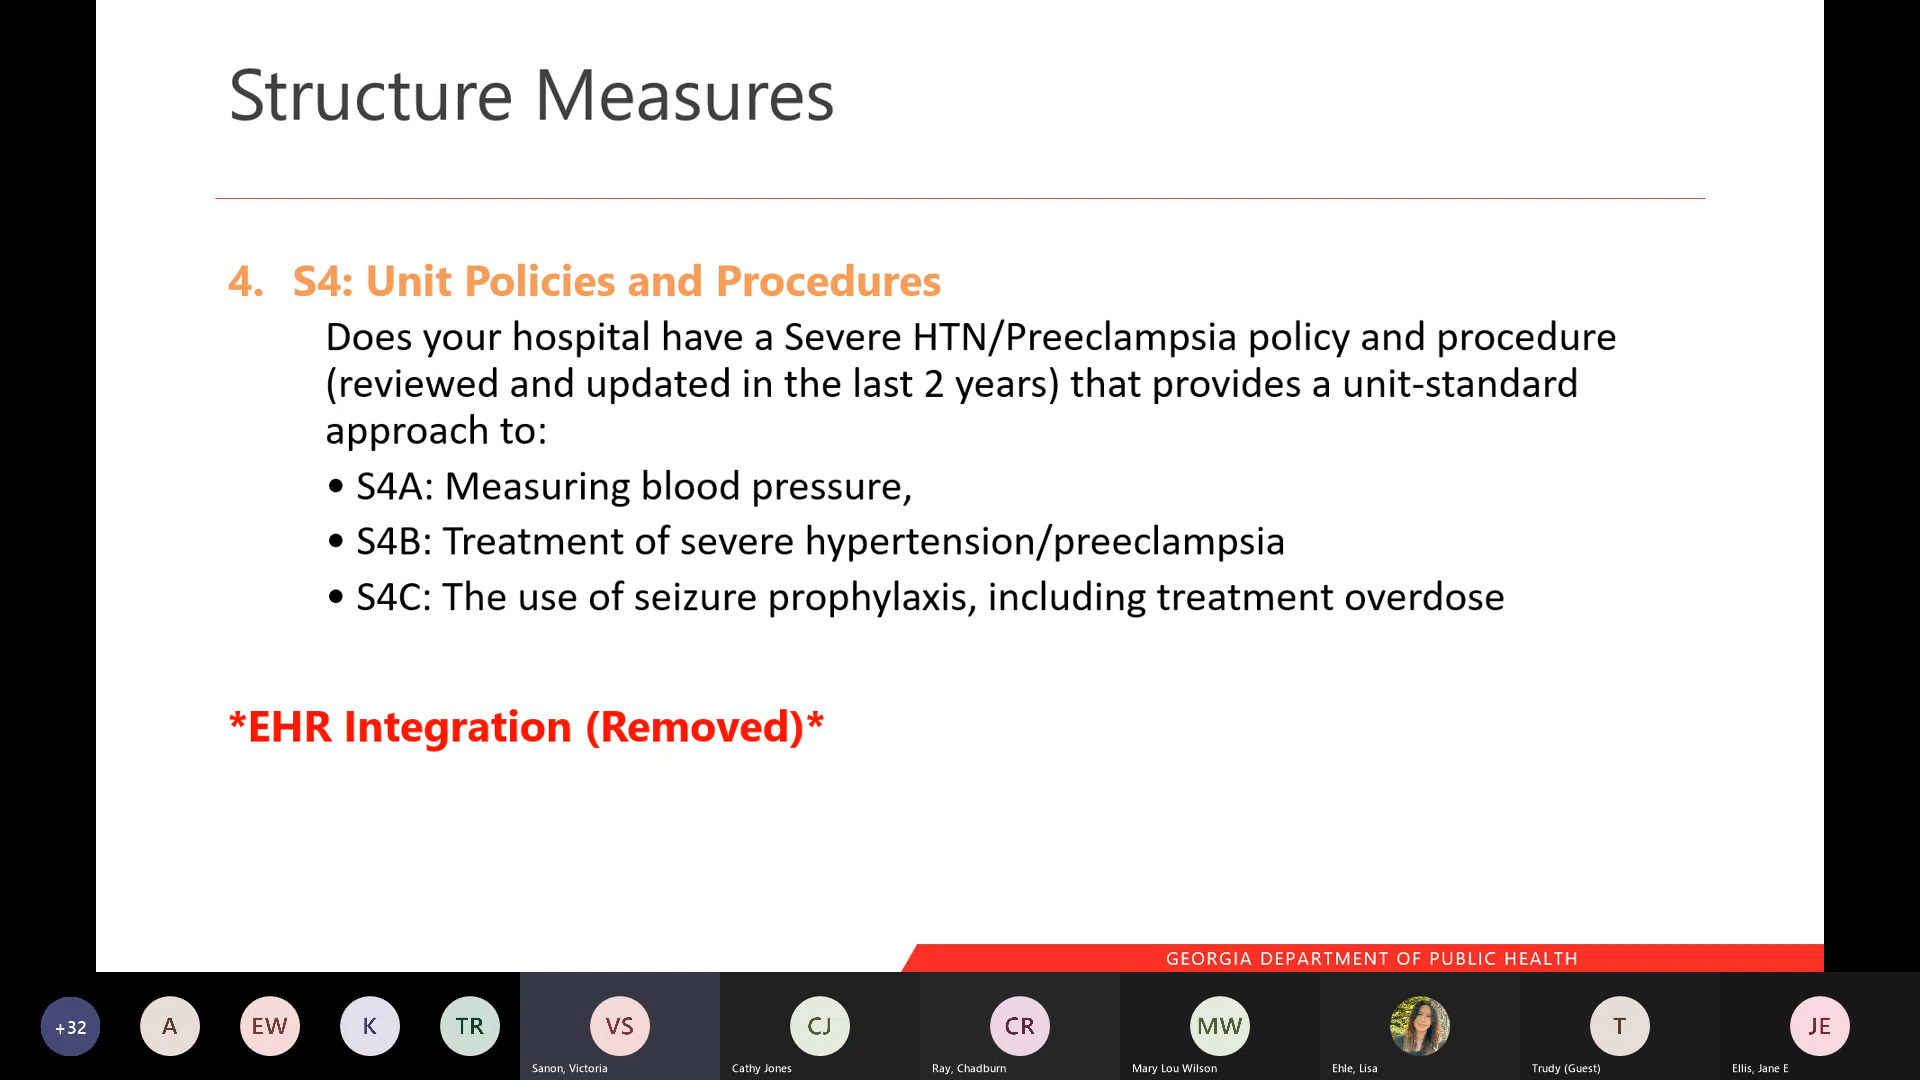 Structure Measures
4. S4: Unit Policies and Procedures
Does your hospital have a Severe HTN/Preeclampsia policy and procedure
(reviewed and updated in the last 2 years) that provides a unit-standard
approach to:
• S4A: Measuring blood pressure,
• S4B: Treatment of severe hypertension/preeclampsia
• S4C: The use of seizure prophylaxis, including treatment overdose
*EHR Integration (Removed)*
GEORGIA DEPARTMENT OF PUBLIC HEALTH
+32 A EW K TR VS CJ CR MW T JE
Sanon, Victoria Cathy Jones Ray, Chadburn Mary Lou Wilson Ehle, Lisa Trudy (Guest) Ellis, Jane E